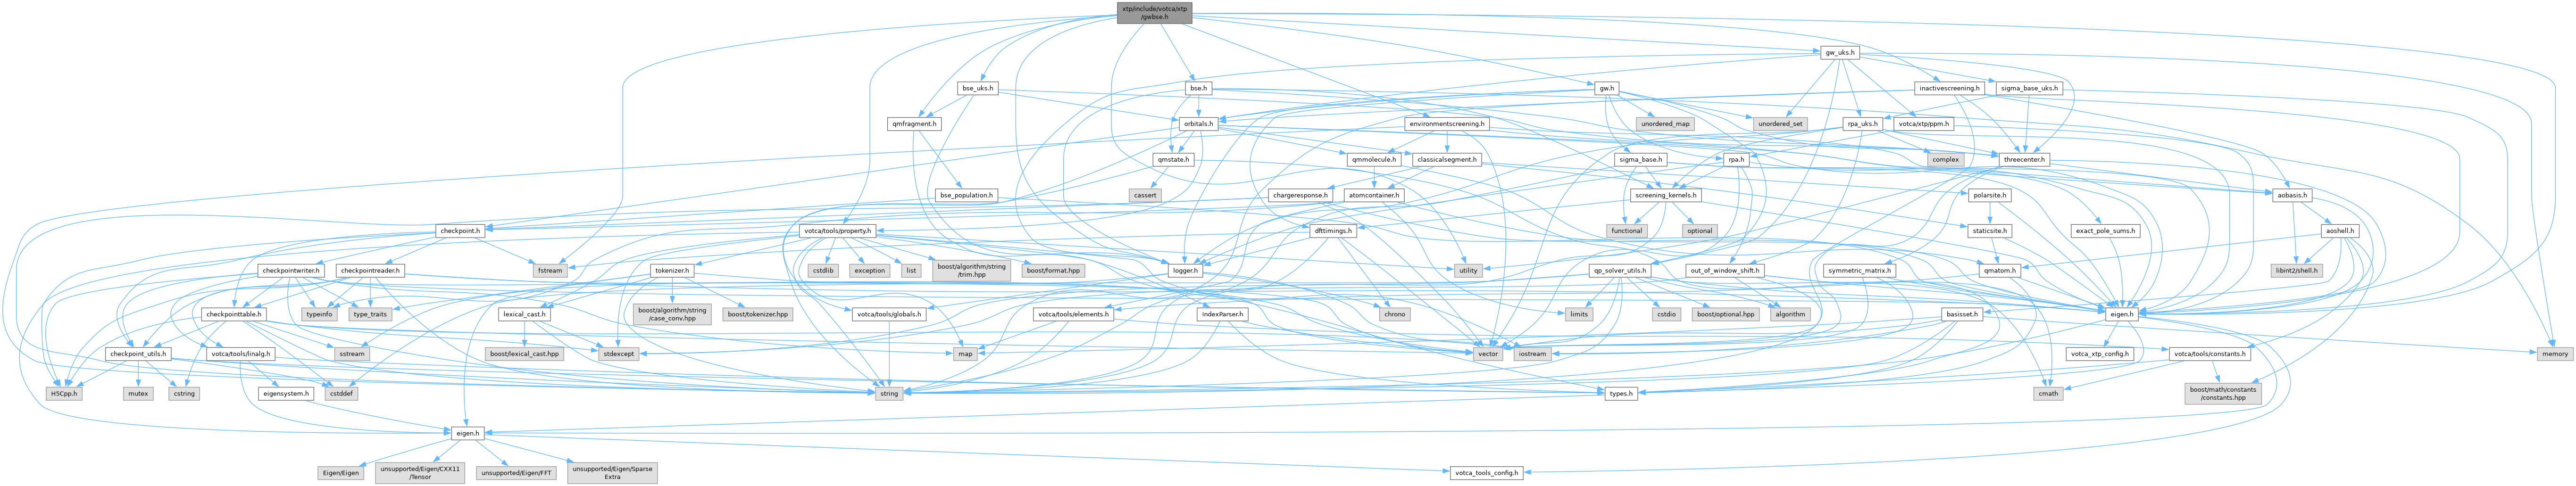 xtp/include/votca/xtp
/gwbse.h
gw_uks.h
bse_uks.h
bse.h
gw.h
inactivescreening.h
sigma_base_uks.h
qmfragment.h
orbitals.h
environmentscreening.h
unordered_map
unordered_set
rpa_uks.h
votca/xtp/ppm.h
qmstate.h
qmmolecule.h
classicalsegment.h
sigma_base.h
rpa.h
complex
threecenter.h
bse_population.h
cassert
chargeresponse.h
atomcontainer.h
screening_kernels.h
polarsite.h
aobasis.h
checkpoint.h
votca/tools/property.h
dfttimings.h
functional
optional
staticsite.h
exact_pole_sums.h
aoshell.h
checkpointwriter.h
checkpointreader.h
fstream
tokenizer.h
cstdlib
exception
list
boost/algorithm/string
/trim.hpp
boost/format.hpp
logger.h
utility
qp_solver_utils.h
out_of_window_shift.h
symmetric_matrix.h
qmatom.h
libint2/shell.h
checkpointtable.h
typeinfo
type_traits
lexical_cast.h
boost/algorithm/string
/case_conv.hpp
boost/tokenizer.hpp
votca/tools/globals.h
votca/tools/elements.h
IndexParser.h
chrono
limits
cstdio
boost/optional.hpp
algorithm
basisset.h
eigen.h
checkpoint_utils.h
votca/tools/linalg.h
sstream
boost/lexical_cast.hpp
stdexcept
map
vector
iostream
votca_xtp_config.h
votca/tools/constants.h
memory
H5Cpp.h
mutex
cstring
eigensystem.h
cstddef
string
types.h
cmath
boost/math/constants
/constants.hpp
eigen.h
Eigen/Eigen
unsupported/Eigen/CXX11
/Tensor
unsupported/Eigen/FFT
unsupported/Eigen/Sparse
Extra
votca_tools_config.h